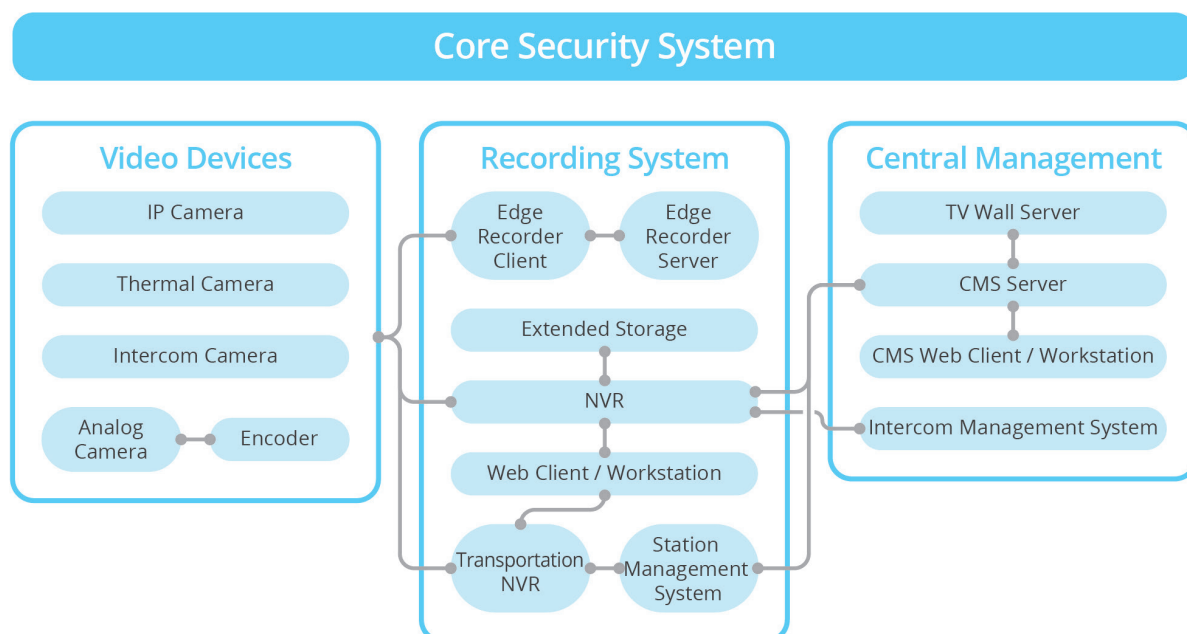 Core Security System
Video Devices
IP Camera
Thermal Camera
Intercom Camera
Analog
Camera
Encoder
Recording System
Edge
Recorder
Client
Edge
Recorder
Server
Extended Storage
NVR
Web Client / Workstation
Transportation
NVR
Station
Management
System
Central Management
TV Wall Server
CMS Server
CMS Web Client / Workstation
Intercom Management System